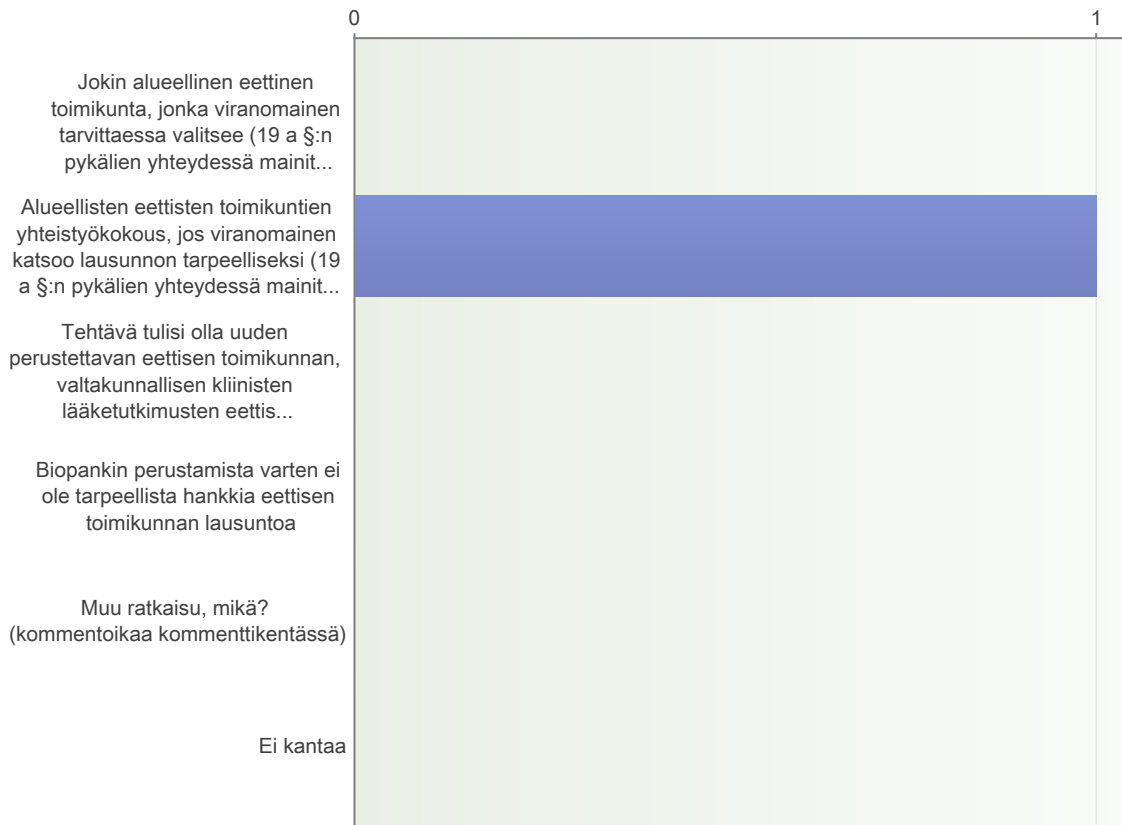 0 1
Jokin alueellinen eettinen
toimikunta, jonka viranomainen
tarvittaessa valitsee (19 a §:n
pykälien yhteydessä mainit...
Alueellisten eettisten toimikuntien
yhteistyökokous, jos viranomainen
katsoo lausunnon tarpeelliseksi (19
a §:n pykälien yhteydessä mainit...
Tehtävä tulisi olla uuden
perustettavan eettisen toimikunnan,
valtakunnallisen kliinisten
lääketutkimusten eettis...
Biopankin perustamista varten ei
ole tarpeellista hankkia eettisen
toimikunnan lausuntoa
Muu ratkaisu, mikä?
(kommentoikaa kommenttikentässä)
Ei kantaa